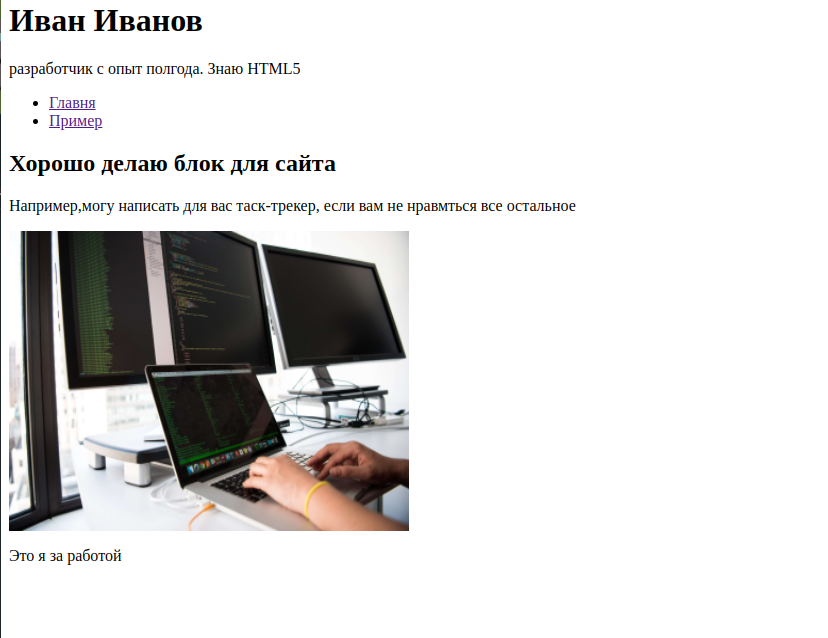 Иван Иванов
разработчик с опыт полгода. Знаю HTML5
Главня
Пример
Хорошо делаю блок для сайта
Например,могу написать для вас таск-трекер, если вам не нравмться все остальное
Это я за работой